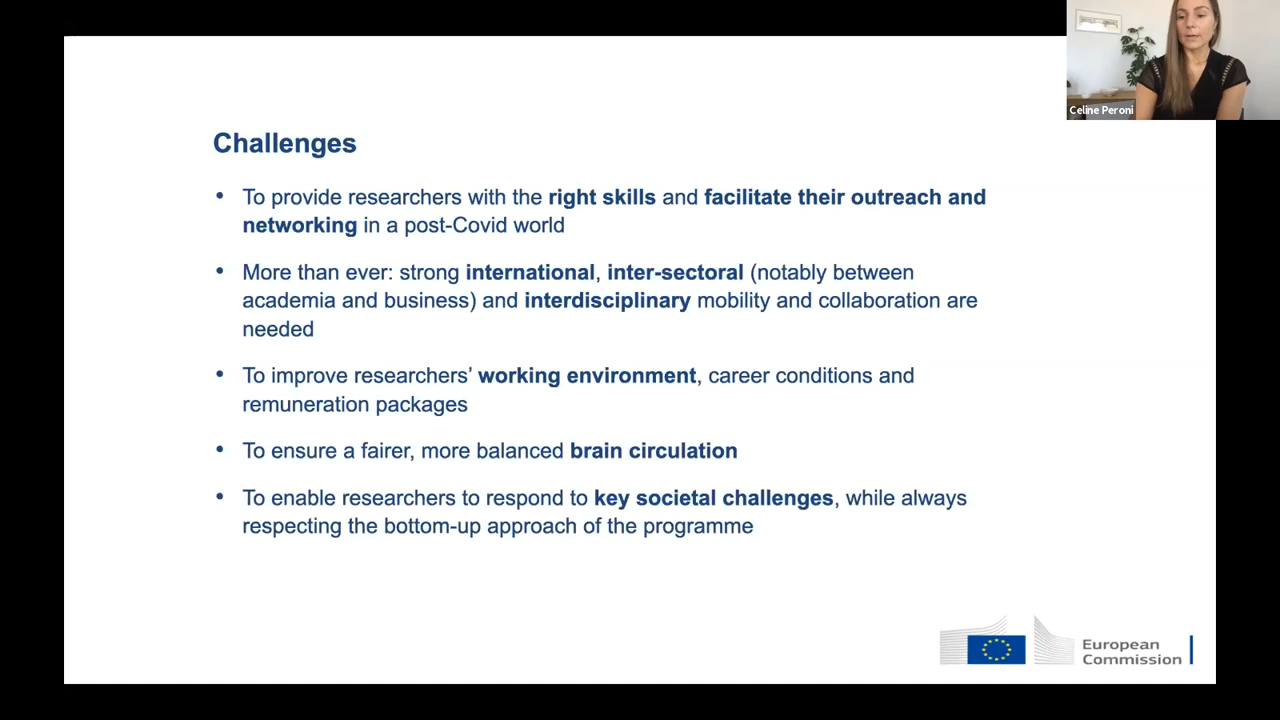 Celine Peroni
Challenges
• To provide researchers with the right skills and facilitate their outreach and
networking in a post-Covid world
• More than ever: strong international, inter-sectoral (notably between
academia and business) and interdisciplinary mobility and collaboration are
needed
• To improve researchers’ working environment, career conditions and
remuneration packages
• To ensure a fairer, more balanced brain circulation
• To enable researchers to respond to key societal challenges, while always
respecting the bottom-up approach of the programme
European
Commission